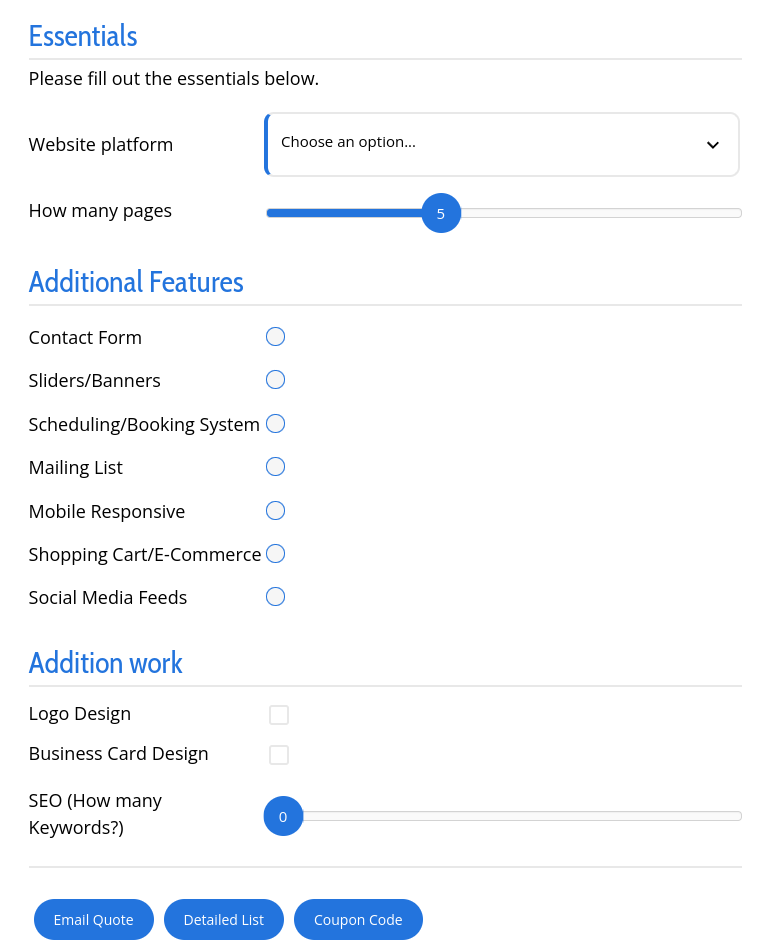 Essentials
Please fill out the essentials below.
Website platform
Choose an option...
How many pages
5
Additional Features
Contact Form
Sliders/Banners
Scheduling/Booking System
Mailing List
Mobile Responsive
Shopping Cart/E-Commerce
Social Media Feeds
Addition work
Logo Design
Business Card Design
SEO (How many
Keywords?)
0
Email Quote
Detailed List
Coupon Code